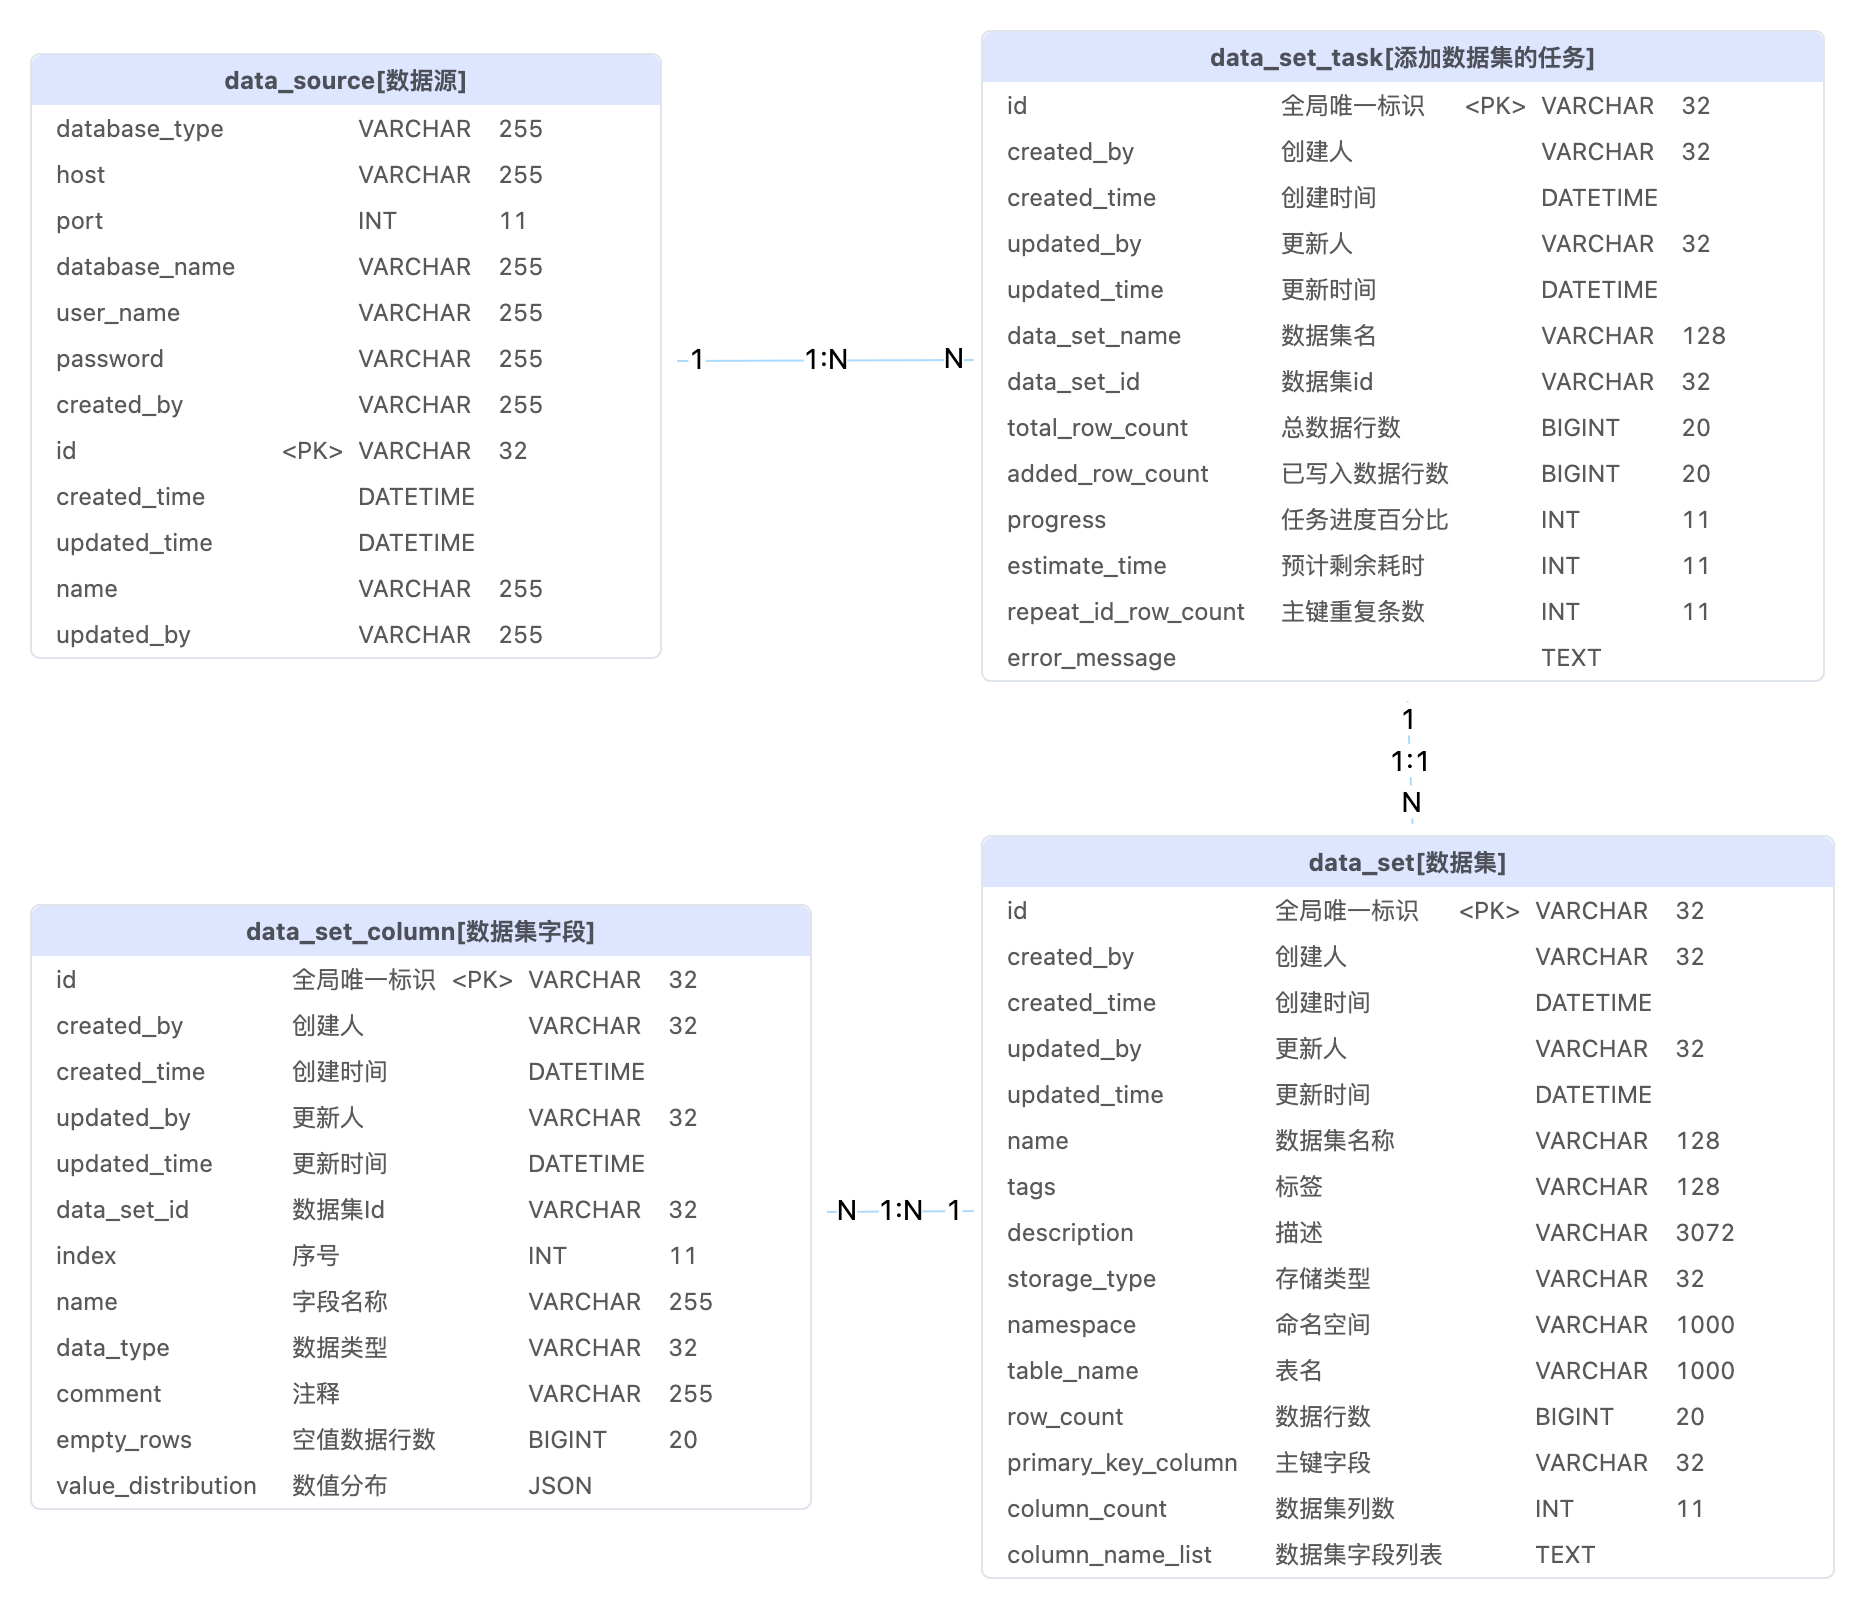 data_source[数据源]
database_type VARCHAR 255
host VARCHAR 255
port INT 11
database_name VARCHAR 255
user_name VARCHAR 255
password VARCHAR 255
created_by VARCHAR 255
id <PK> VARCHAR 32
created_time DATETIME
updated_time DATETIME
name VARCHAR 255
updated_by VARCHAR 255
1 1:N N
data_set_task[添加数据集的任务]
id 全局唯一标识 <PK> VARCHAR 32
created_by 创建人 VARCHAR 32
created_time 创建时间 DATETIME
updated_by 更新人 VARCHAR 32
updated_time 更新时间 DATETIME
data_set_name 数据集名 VARCHAR 128
data_set_id 数据集id VARCHAR 32
total_row_count 总数据行数 BIGINT 20
added_row_count 已写入数据行数 BIGINT 20
progress 任务进度百分比 INT 11
estimate_time 预计剩余耗时 INT 11
repeat_id_row_count 主键重复条数 INT 11
error_message TEXT
1
1:1
N
data_set_column[数据集字段]
id 全局唯一标识 <PK> VARCHAR 32
created_by 创建人 VARCHAR 32
created_time 创建时间 DATETIME
updated_by 更新人 VARCHAR 32
updated_time 更新时间 DATETIME
data_set_id 数据集Id VARCHAR 32
index 序号 INT 11
name 字段名称 VARCHAR 255
data_type 数据类型 VARCHAR 32
comment 注释 VARCHAR 255
empty_rows 空值数据行数 BIGINT 20
value_distribution 数值分布 JSON
N 1:N 1
data_set[数据集]
id 全局唯一标识 <PK> VARCHAR 32
created_by 创建人 VARCHAR 32
created_time 创建时间 DATETIME
updated_by 更新人 VARCHAR 32
updated_time 更新时间 DATETIME
name 数据集名称 VARCHAR 128
tags 标签 VARCHAR 128
description 描述 VARCHAR 3072
storage_type 存储类型 VARCHAR 32
namespace 命名空间 VARCHAR 1000
table_name 表名 VARCHAR 1000
row_count 数据行数 BIGINT 20
primary_key_column 主键字段 VARCHAR 32
column_count 数据集列数 INT 11
column_name_list 数据集字段列表 TEXT